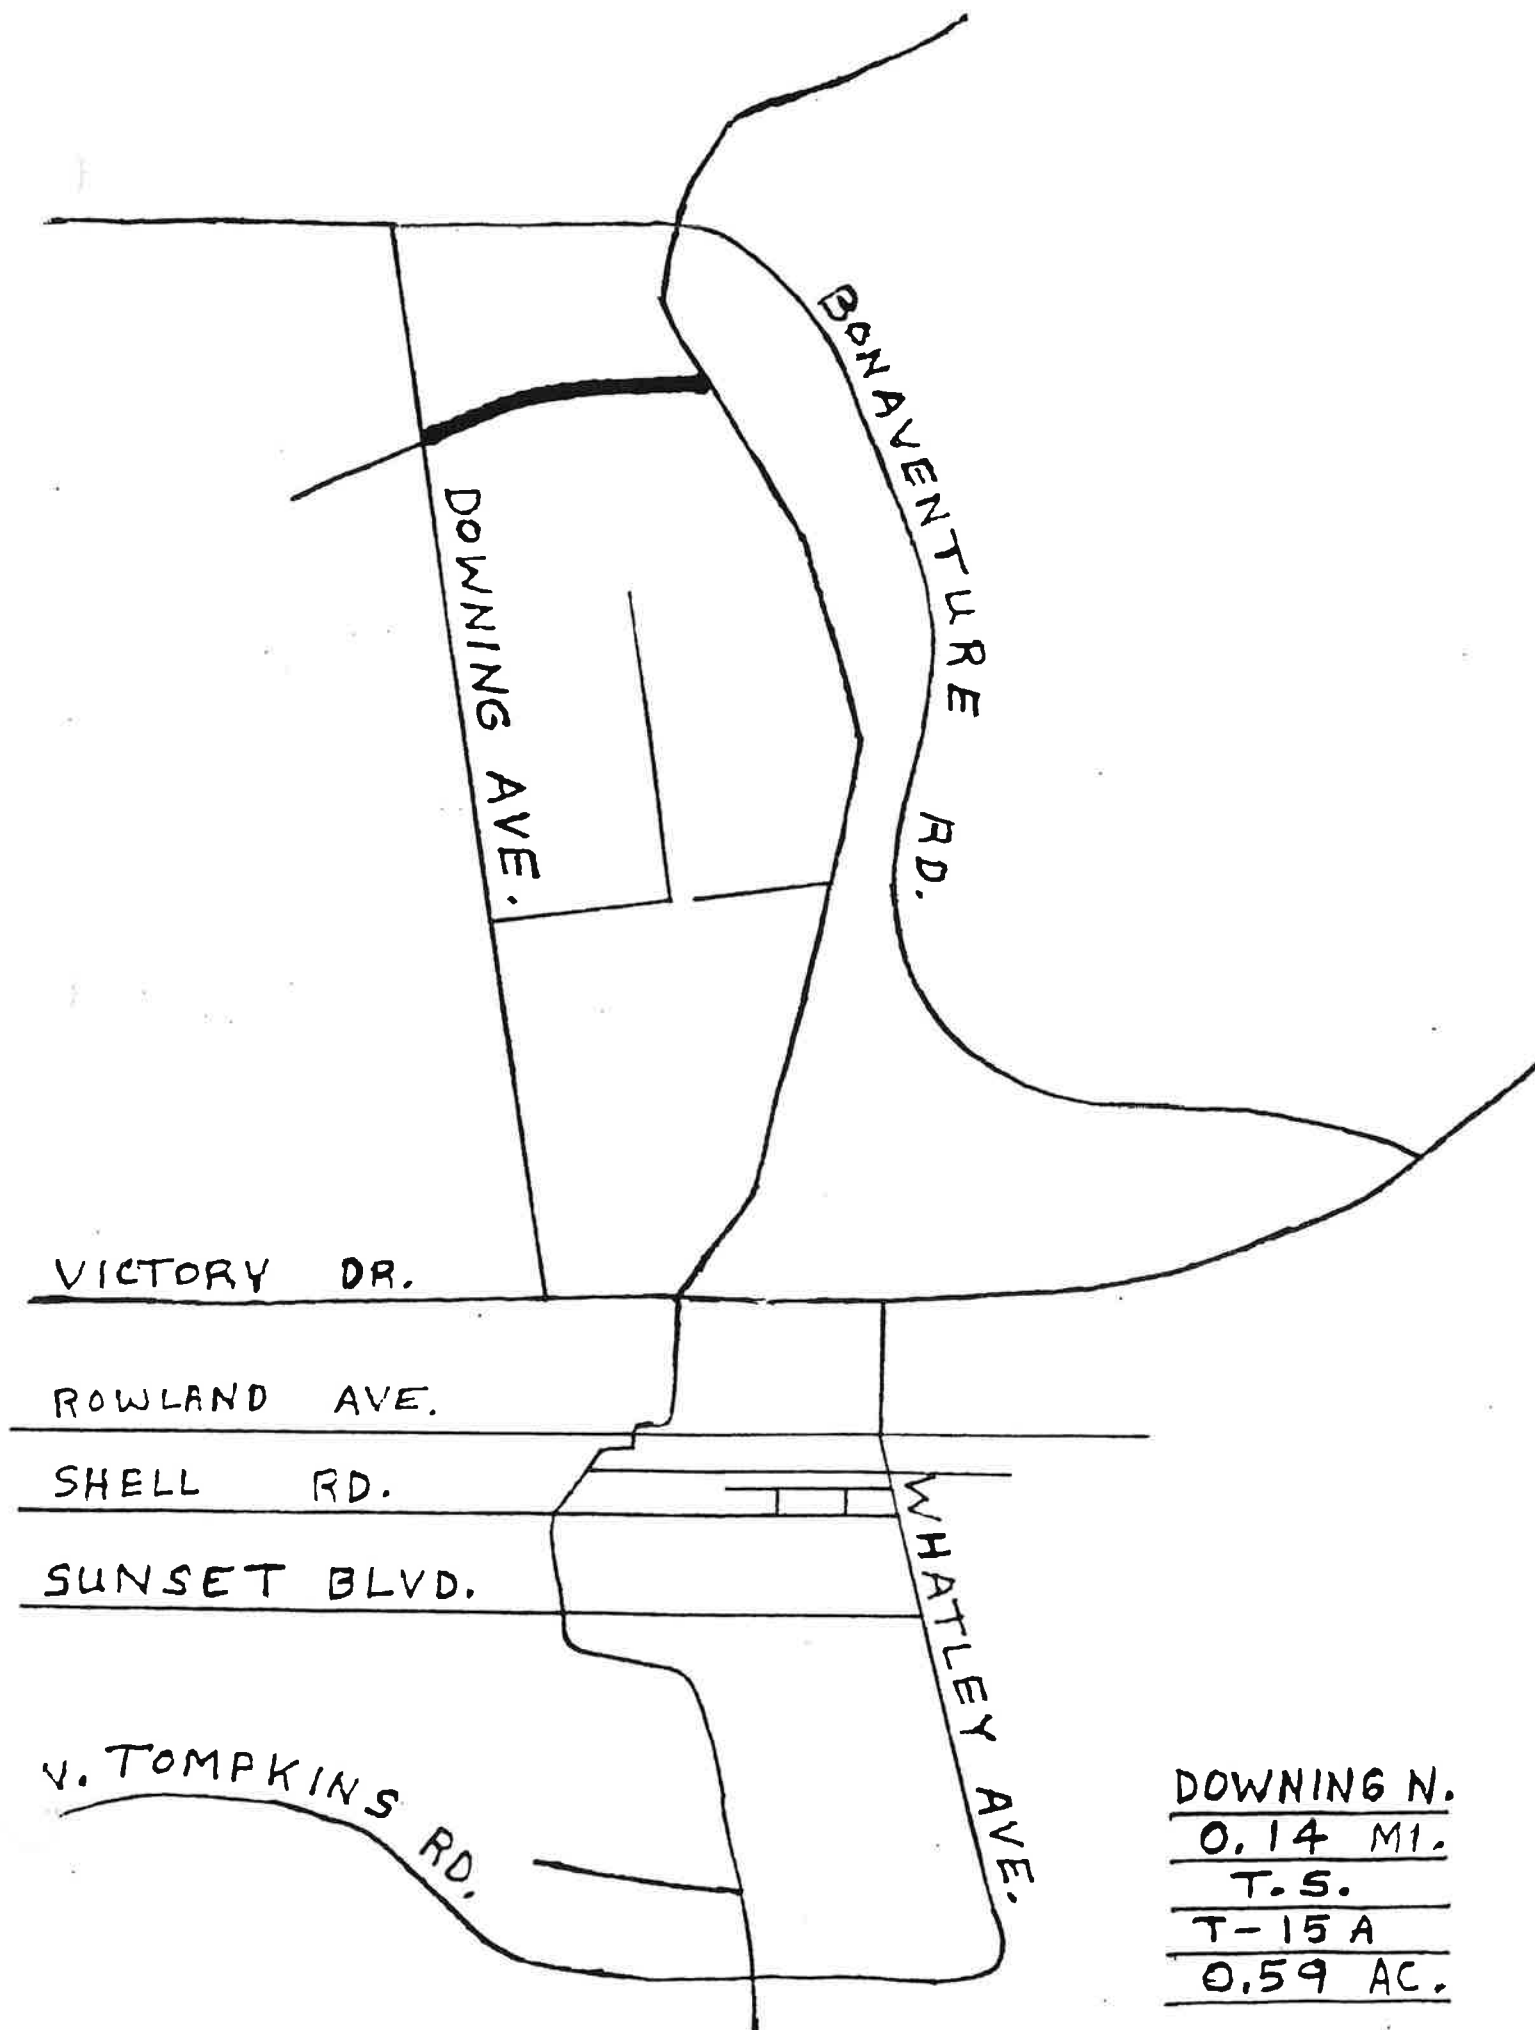 BONAVENTURE RD.
DOWNING AVE.
VICTORY DR.
ROWLAND AVE.
SHELL RD.
SUNSET BLVD.
WHATLEY AVE.
V. TOMPKINS RD.
DOWNING N.
0.14 MI.
T.S.
T-15A
0.59 AC.